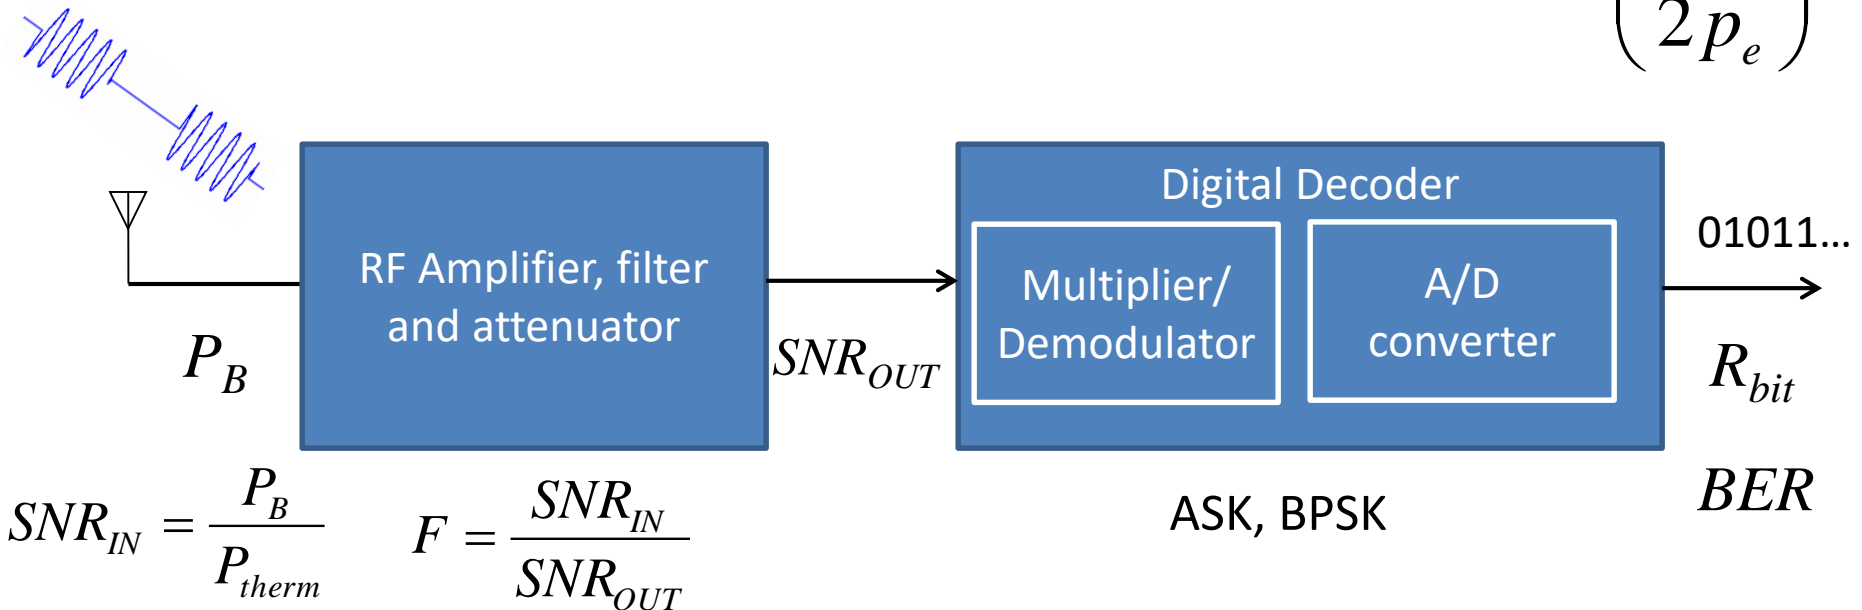 (2p_e)
Digital Decoder
01011...
RF Amplifier, filter
and attenuator
Multiplier/
Demodulator
A/D
converter
P_B
SNR_OUT
R_bit
SNR_IN = P_B / P_therm
F = SNR_IN / SNR_OUT
ASK, BPSK
BER